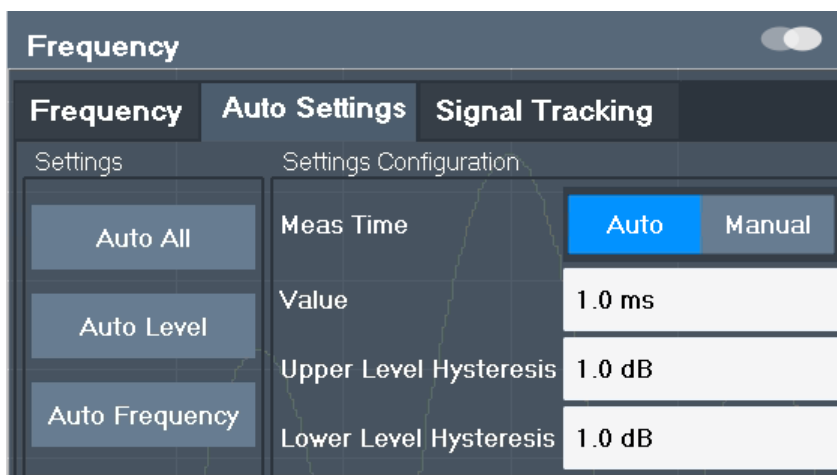 Frequency
Frequency Auto Settings Signal Tracking
Settings Settings Configuration
Auto All Meas Time Auto Manual
Auto Level Value 1.0 ms
Upper Level Hysteresis 1.0 dB
Auto Frequency Lower Level Hysteresis 1.0 dB